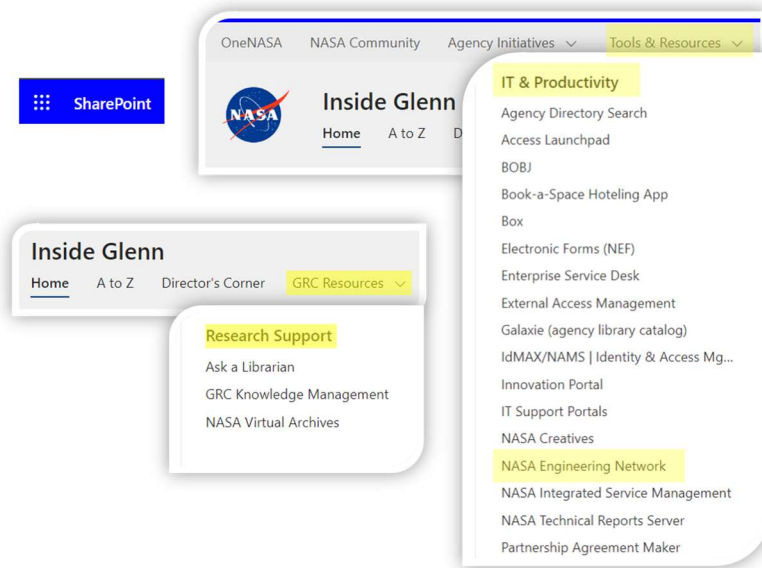 SharePoint
OneNASA NASA Community Agency Initiatives Tools & Resources
NASA
Inside Glenn
Home A to Z D
IT & Productivity
Agency Directory Search
Access Launchpad
BOBJ
Book-a-Space Hoteling App
Box
Electronic Forms (NEF)
Enterprise Service Desk
External Access Management
Galaxie (agency library catalog)
IdMAX/NAMS | Identity & Access Mg...
Innovation Portal
IT Support Portals
NASA Creatives
NASA Engineering Network
NASA Integrated Service Management
NASA Technical Reports Server
Partnership Agreement Maker
Inside Glenn
Home A to Z Director's Corner GRC Resources
Research Support
Ask a Librarian
GRC Knowledge Management
NASA Virtual Archives